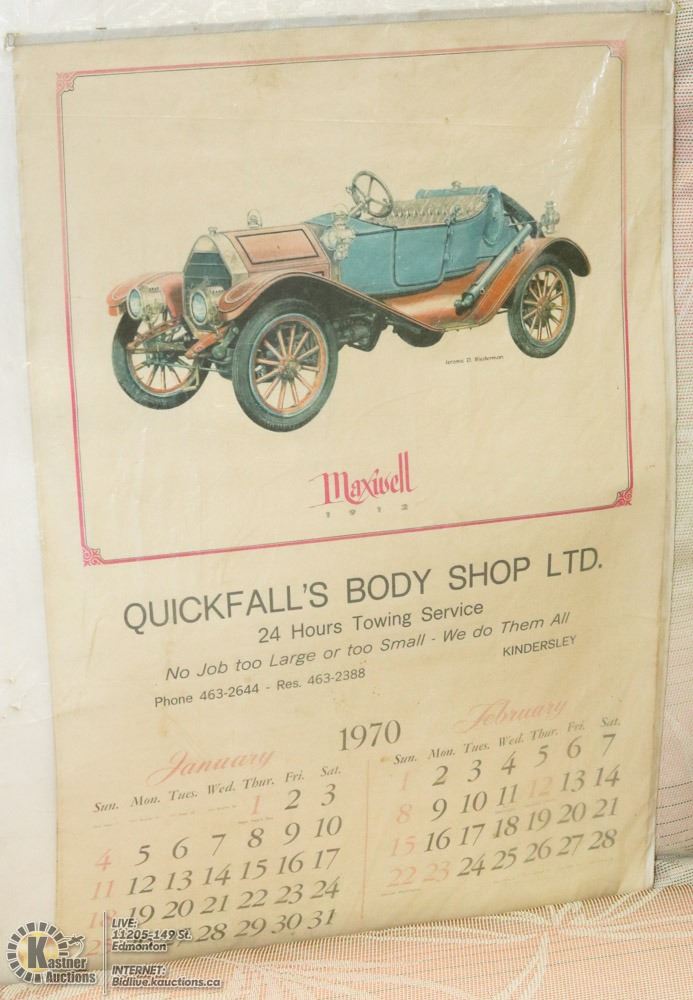 Jerome D. Biederman
Maxwell
1912
QUICKFALL'S BODY SHOP LTD.
24 Hours Towing Service
No Job too Large or too Small - We do Them All
Phone 463-2644 - Res. 463-2388
KINDERSLEY
January
1970
February
Sun. Mon. Tues. Wed. Thur. Fri. Sat.
1 2 3
4 5 6 7 8 9 10
11 12 13 14 15 16 17
18 19 20 21 22 23 24
25 28 29 30 31
Sun. Mon. Tues. Wed. Thur. Fri. Sat.
1 2 3 4 5 6 7
8 9 10 11 12 13 14
15 16 17 18 19 20 21
22 23 24 25 26 27 28
K
Kastner
Auctions
LIVE:
11205-149 St.
Edmonton
INTERNET:
Bidlive.kauctions.ca